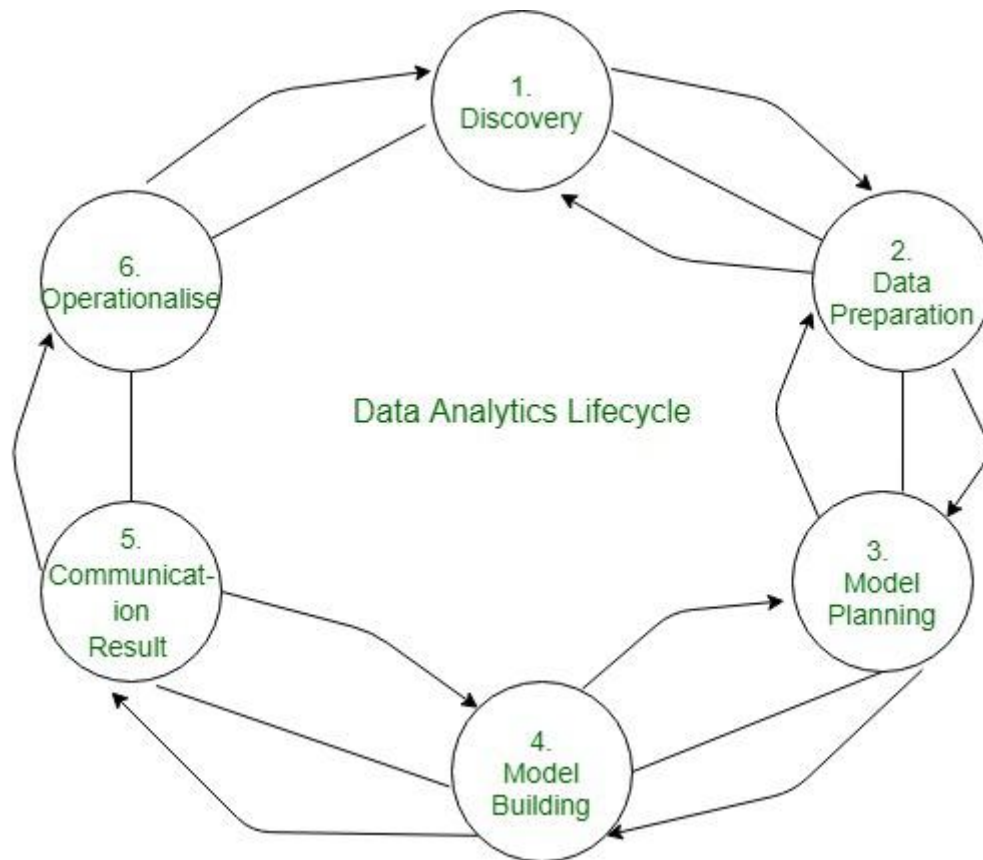 1.
Discovery
2.
Data
Preparation
3.
Model
Planning
4.
Model
Building
5.
Communicat-
ion
Result
6.
Operationalise
Data Analytics Lifecycle